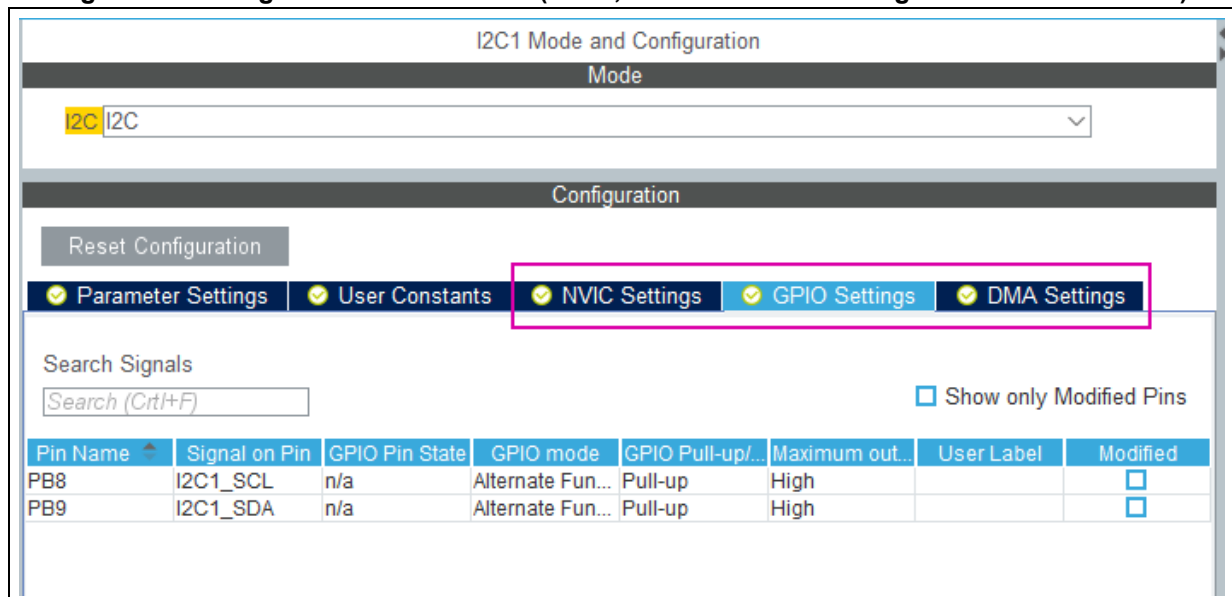 I2C1 Mode and Configuration
Mode
I2C I2C
Configuration
Reset Configuration
Parameter Settings User Constants NVIC Settings GPIO Settings DMA Settings
Search Signals
Search (Crtl+F) Show only Modified Pins
Pin Name Signal on Pin GPIO Pin State GPIO mode GPIO Pull-up/... Maximum out... User Label Modified
PB8 I2C1_SCL n/a Alternate Fun... Pull-up High
PB9 I2C1_SDA n/a Alternate Fun... Pull-up High